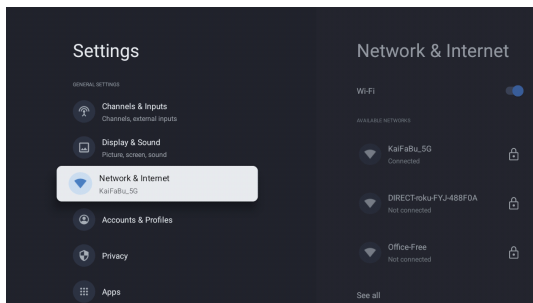 Settings
GENERAL SETTINGS
Channels & Inputs
Channels, external inputs
Display & Sound
Picture, screen, sound
Network & Internet
KaiFaBu_5G
Accounts & Profiles
Privacy
Apps
Network & Internet
Wi-Fi
AVAILABLE NETWORKS
KaiFaBu_5G
Connected
DIRECT-roku-FYJ-488F0A
Not connected
Office-Free
Not connected
See all